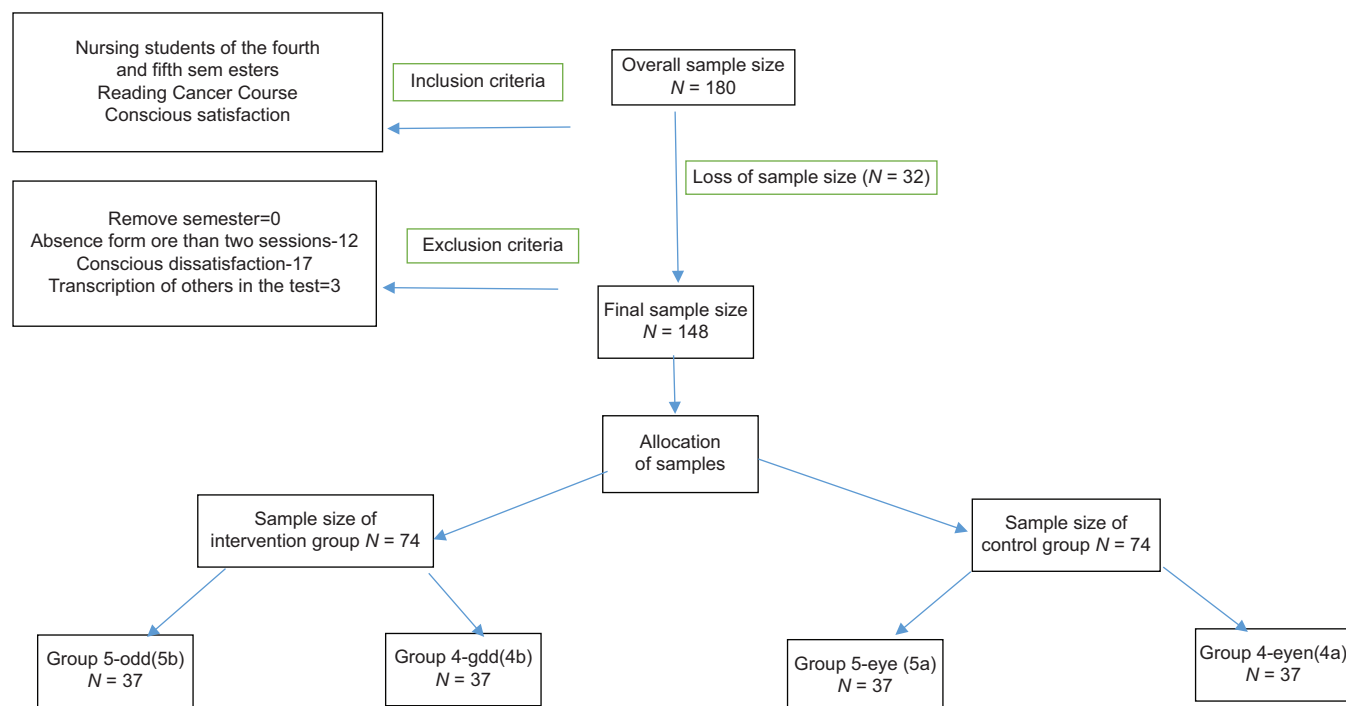 Nursing students of the fourth
and fifth sem esters
Reading Cancer Course
Conscious satisfaction
Inclusion criteria
Overall sample size
N = 180
Loss of sample size (N = 32)
Remove semester=0
Absence form ore than two sessions-12
Conscious dissatisfaction-17
Transcription of others in the test=3
Exclusion criteria
Final sample size
N = 148
Allocation
of samples
Sample size of
intervention group N = 74
Sample size of
control group N = 74
Group 5-odd(5b)
N = 37
Group 4-gdd(4b)
N = 37
Group 5-eye (5a)
N = 37
Group 4-eyen(4a)
N = 37